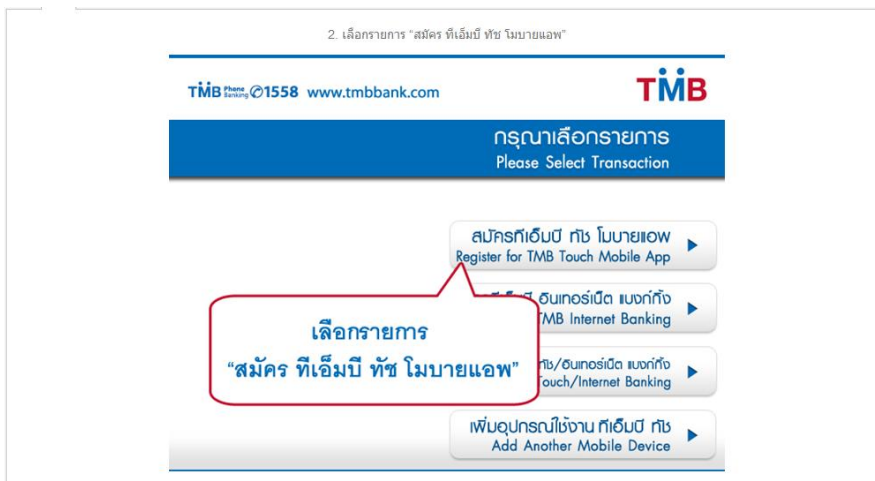 2. เลือกรายการ “สมัคร ทีเอ็มบี ทัช โมบายแอพ”
TMB Phone Banking 1558 www.tmbbank.com
TMB
กรุณาเลือกรายการ
Please Select Transaction
สมัครทีเอ็มบี ทัช โมบายแอพ
Register for TMB Touch Mobile App
อินเทอร์เน็ต แบงก์กิ้ง
TMB Internet Banking
เลือกรายการ
“สมัคร ทีเอ็มบี ทัช โมบายแอพ”
ทัช/อินเทอร์เน็ต แบงก์กิ้ง
Touch/Internet Banking
เพิ่มอุปกรณ์ใช้งาน ทีเอ็มบี ทัช
Add Another Mobile Device